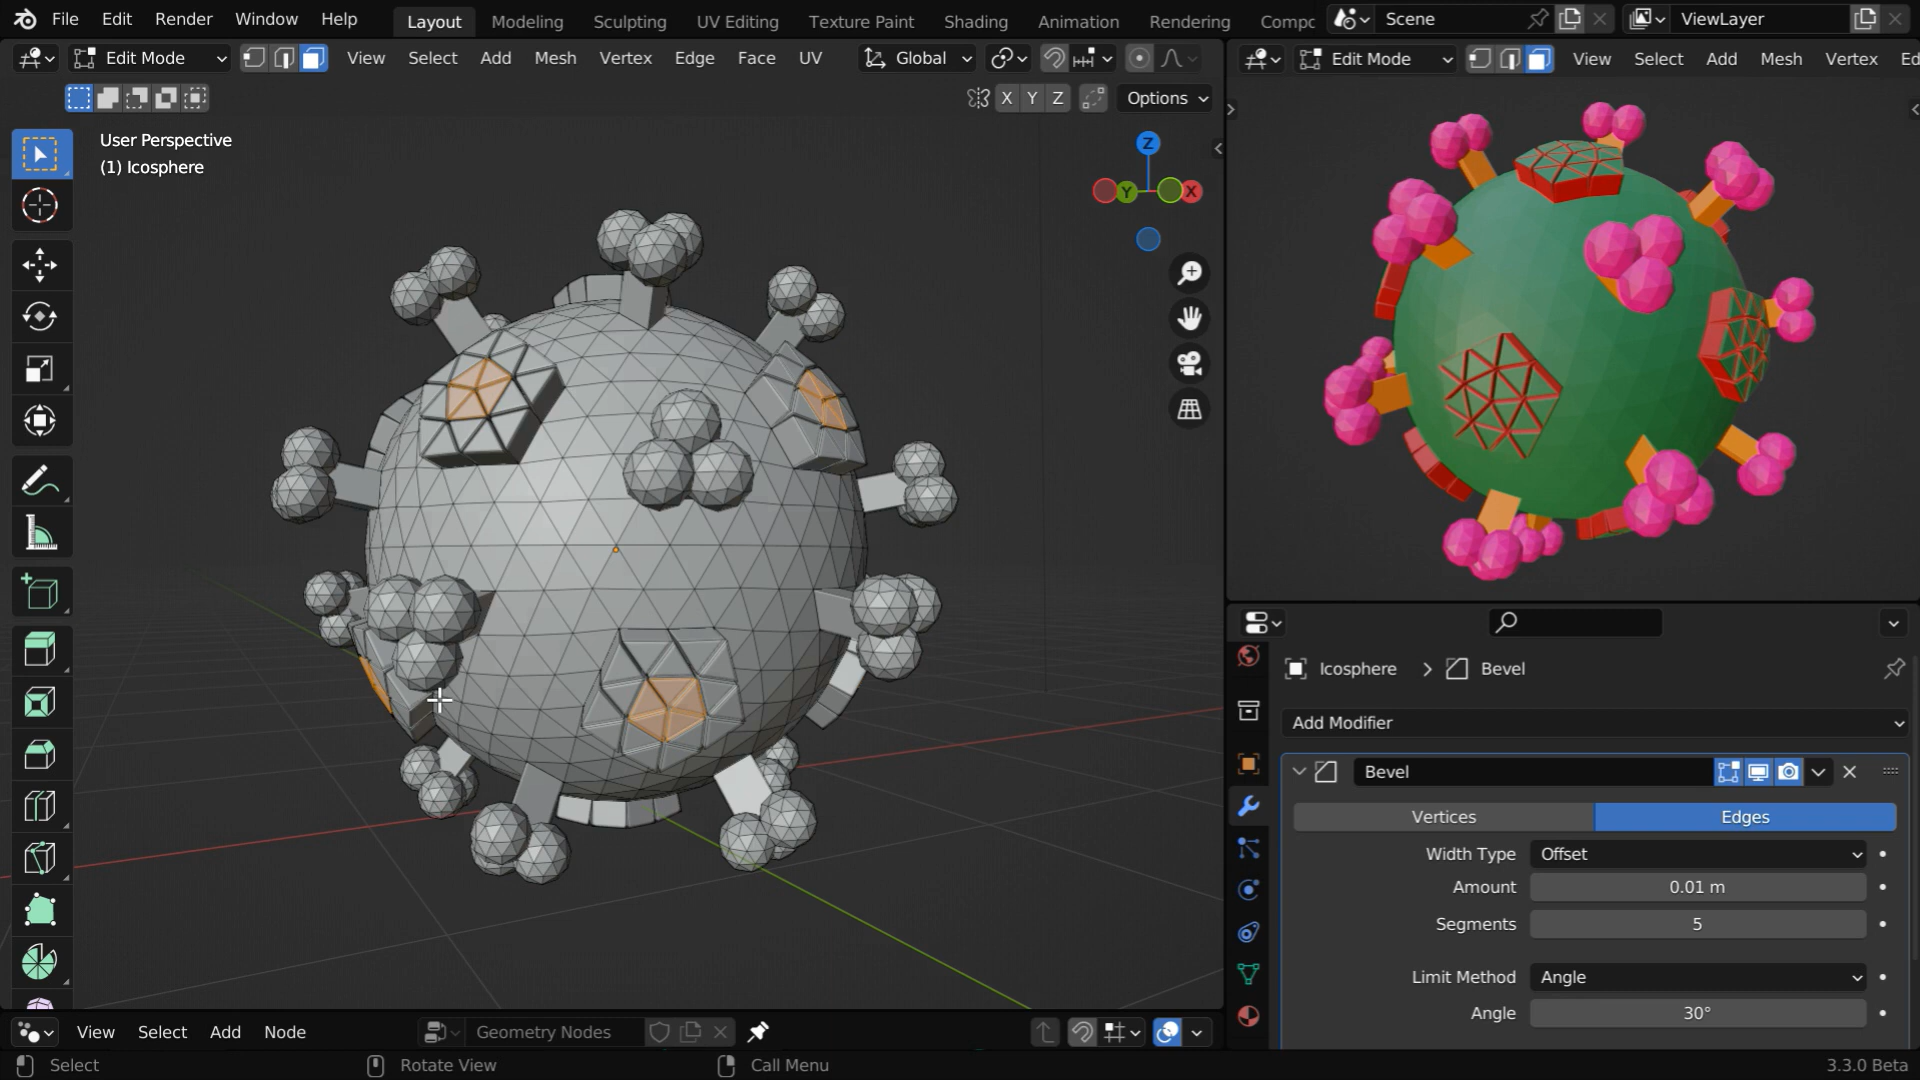 File Edit Render Window Help Layout Modeling Sculpting UV Editing Texture Paint Shading Animation Rendering Compo Scene ViewLayer
Edit Mode View Select Add Mesh Vertex Edge Face UV Global
Edit Mode View Select Add Mesh Vertex Ed
X Y Z Options
User Perspective
(1) Icosphere
Z
Y X
Icosphere > Bevel
Add Modifier
Bevel
Vertices Edges
Width Type Offset
Amount 0.01 m
Segments 5
Limit Method Angle
Angle 30°
View Select Add Node Geometry Nodes
Select Rotate View Call Menu 3.3.0 Beta